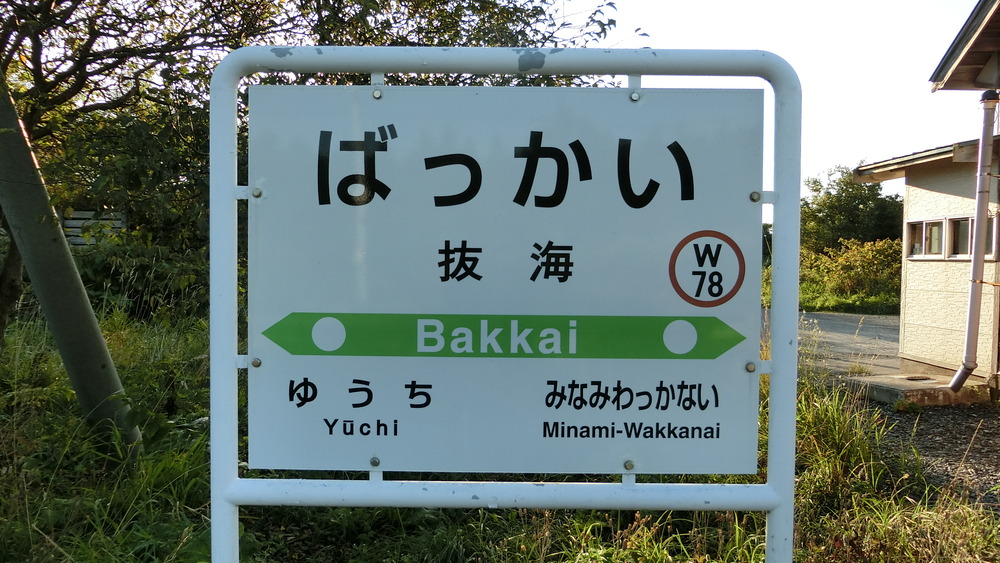 ばっかい
抜海
W
78
Bakkai
ゆうち
Yūchi
みなみわっかない
Minami-Wakkanai